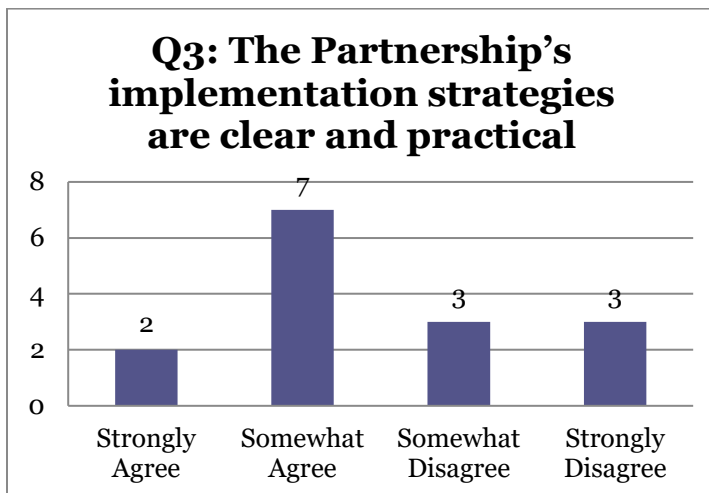 Q3: The Partnership’s
implementation strategies
are clear and practical
8
6
4
2
0
2
7
3
3
Strongly
Agree
Somewhat
Agree
Somewhat
Disagree
Strongly
Disagree